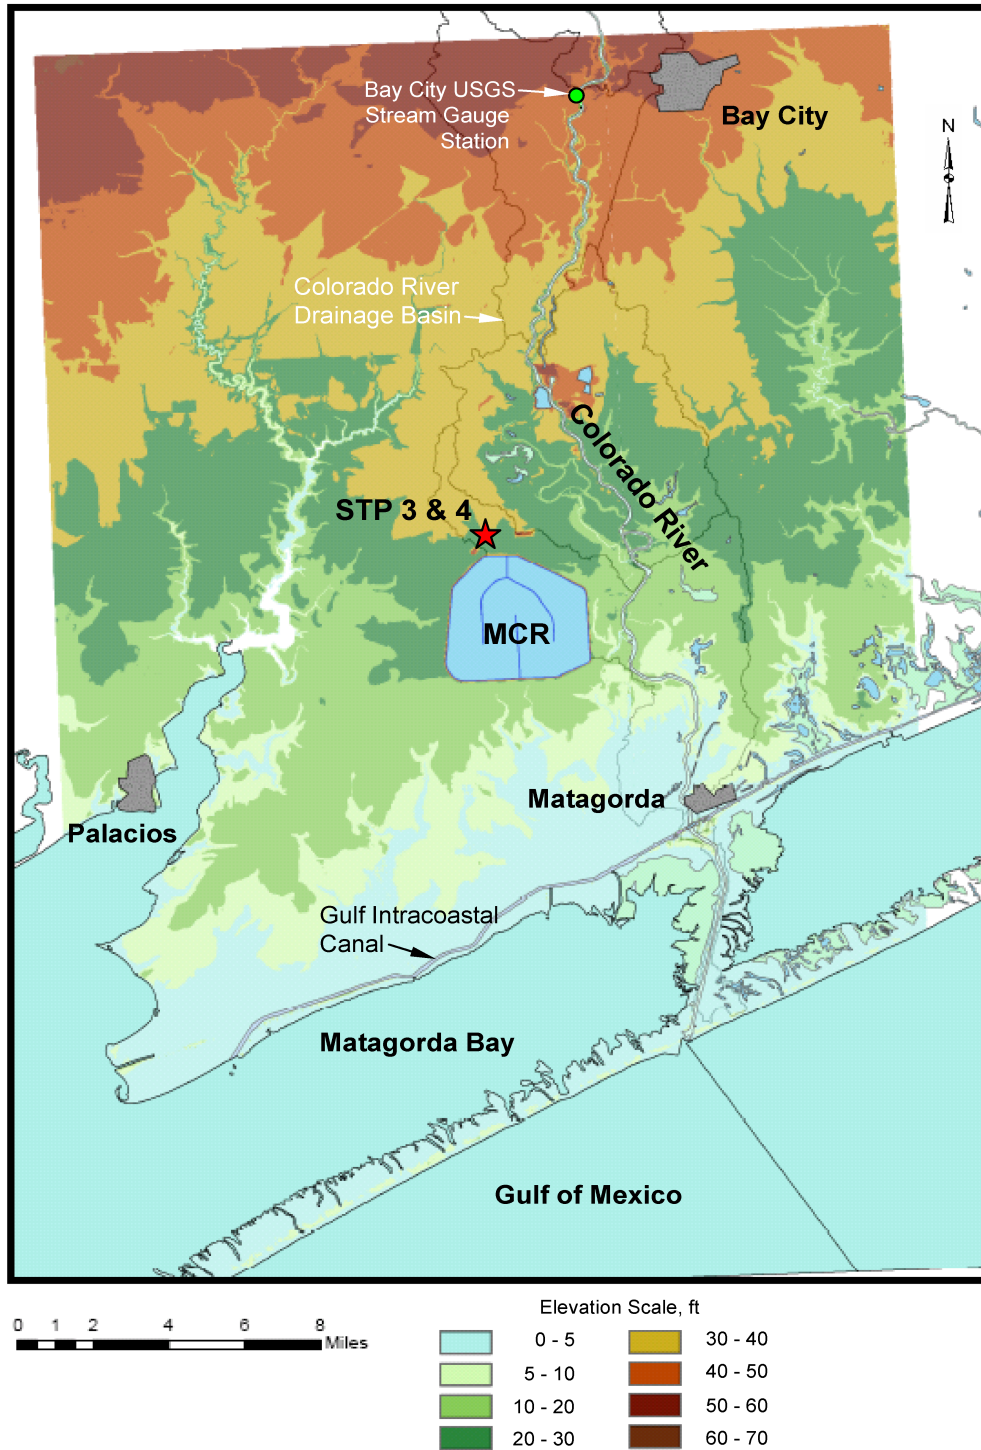 Bay City USGS
Stream Gauge
Station
Bay City
N
Colorado River
Drainage Basin
Colorado River
STP 3 & 4
MCR
Matagorda
Palacios
Gulf Intracoastal
Canal
Matagorda Bay
Gulf of Mexico
Elevation Scale, ft
0 1 2 4 6 8
Miles
0 - 5
5 - 10
10 - 20
20 - 30
30 - 40
40 - 50
50 - 60
60 - 70